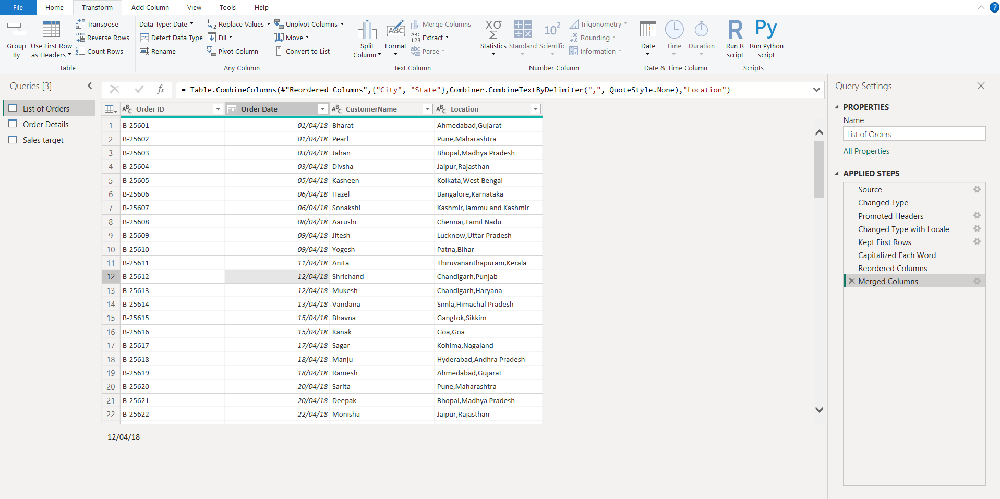 File Home Transform Add Column View Tools Help ?
Group By
Use First Row as Headers
Transpose
Reverse Rows
Count Rows
Table
Data Type: Date
Detect Data Type
Rename
1 2 Replace Values
Fill
Pivot Column
Unpivot Columns
Move
Convert to List
Any Column
Split Column
ABC Format
Merge Columns
ABC 123 Extract
abc Parse
Text Column
XΣσ Statistics
Standard
10² Scientific
Trigonometry
.00 →.0 Rounding
Information
Number Column
Date
Time
Duration
Date & Time Column
R Run R script
Py Run Python script
Scripts
Queries [3]
List of Orders
Order Details
Sales target
fx = Table.CombineColumns(#"Reordered Columns",{"City", "State"},Combiner.CombineTextByDelimiter(",", QuoteStyle.None),"Location")
ABC Order ID Order Date ABC CustomerName ABC Location
1 B-25601 01/04/18 Bharat Ahmedabad,Gujarat
2 B-25602 01/04/18 Pearl Pune,Maharashtra
3 B-25603 03/04/18 Jahan Bhopal,Madhya Pradesh
4 B-25604 03/04/18 Divsha Jaipur,Rajasthan
5 B-25605 05/04/18 Kasheen Kolkata,West Bengal
6 B-25606 06/04/18 Hazel Bangalore,Karnataka
7 B-25607 06/04/18 Sonakshi Kashmir,Jammu and Kashmir
8 B-25608 08/04/18 Aarushi Chennai,Tamil Nadu
9 B-25609 09/04/18 Jitesh Lucknow,Uttar Pradesh
10 B-25610 09/04/18 Yogesh Patna,Bihar
11 B-25611 11/04/18 Anita Thiruvananthapuram,Kerala
12 B-25612 12/04/18 Shrichand Chandigarh,Punjab
13 B-25613 12/04/18 Mukesh Chandigarh,Haryana
14 B-25614 13/04/18 Vandana Simla,Himachal Pradesh
15 B-25615 15/04/18 Bhavna Gangtok,Sikkim
16 B-25616 15/04/18 Kanak Goa,Goa
17 B-25617 17/04/18 Sagar Kohima,Nagaland
18 B-25618 18/04/18 Manju Hyderabad,Andhra Pradesh
19 B-25619 18/04/18 Ramesh Ahmedabad,Gujarat
20 B-25620 20/04/18 Sarita Pune,Maharashtra
21 B-25621 20/04/18 Deepak Bhopal,Madhya Pradesh
22 B-25622 22/04/18 Monisha Jaipur,Rajasthan
12/04/18
Query Settings
PROPERTIES
Name
List of Orders
All Properties
APPLIED STEPS
Source
Changed Type
Promoted Headers
Changed Type with Locale
Kept First Rows
Capitalized Each Word
Reordered Columns
Merged Columns